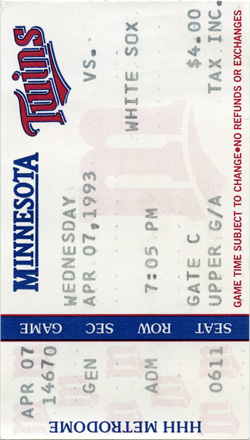 MINNESOTA Twins
WEDNESDAY VS.
APR 07,1993
WHITE SOX
7:05 PM
GATE C $4.00
UPPER G/A TAX INC.
GAME TIME SUBJECT TO CHANGE•NO REFUNDS OR EXCHANGES
GAME SEC ROW SEAT
APR 07
14670 GEN ADM 0611
HHH METRODOME